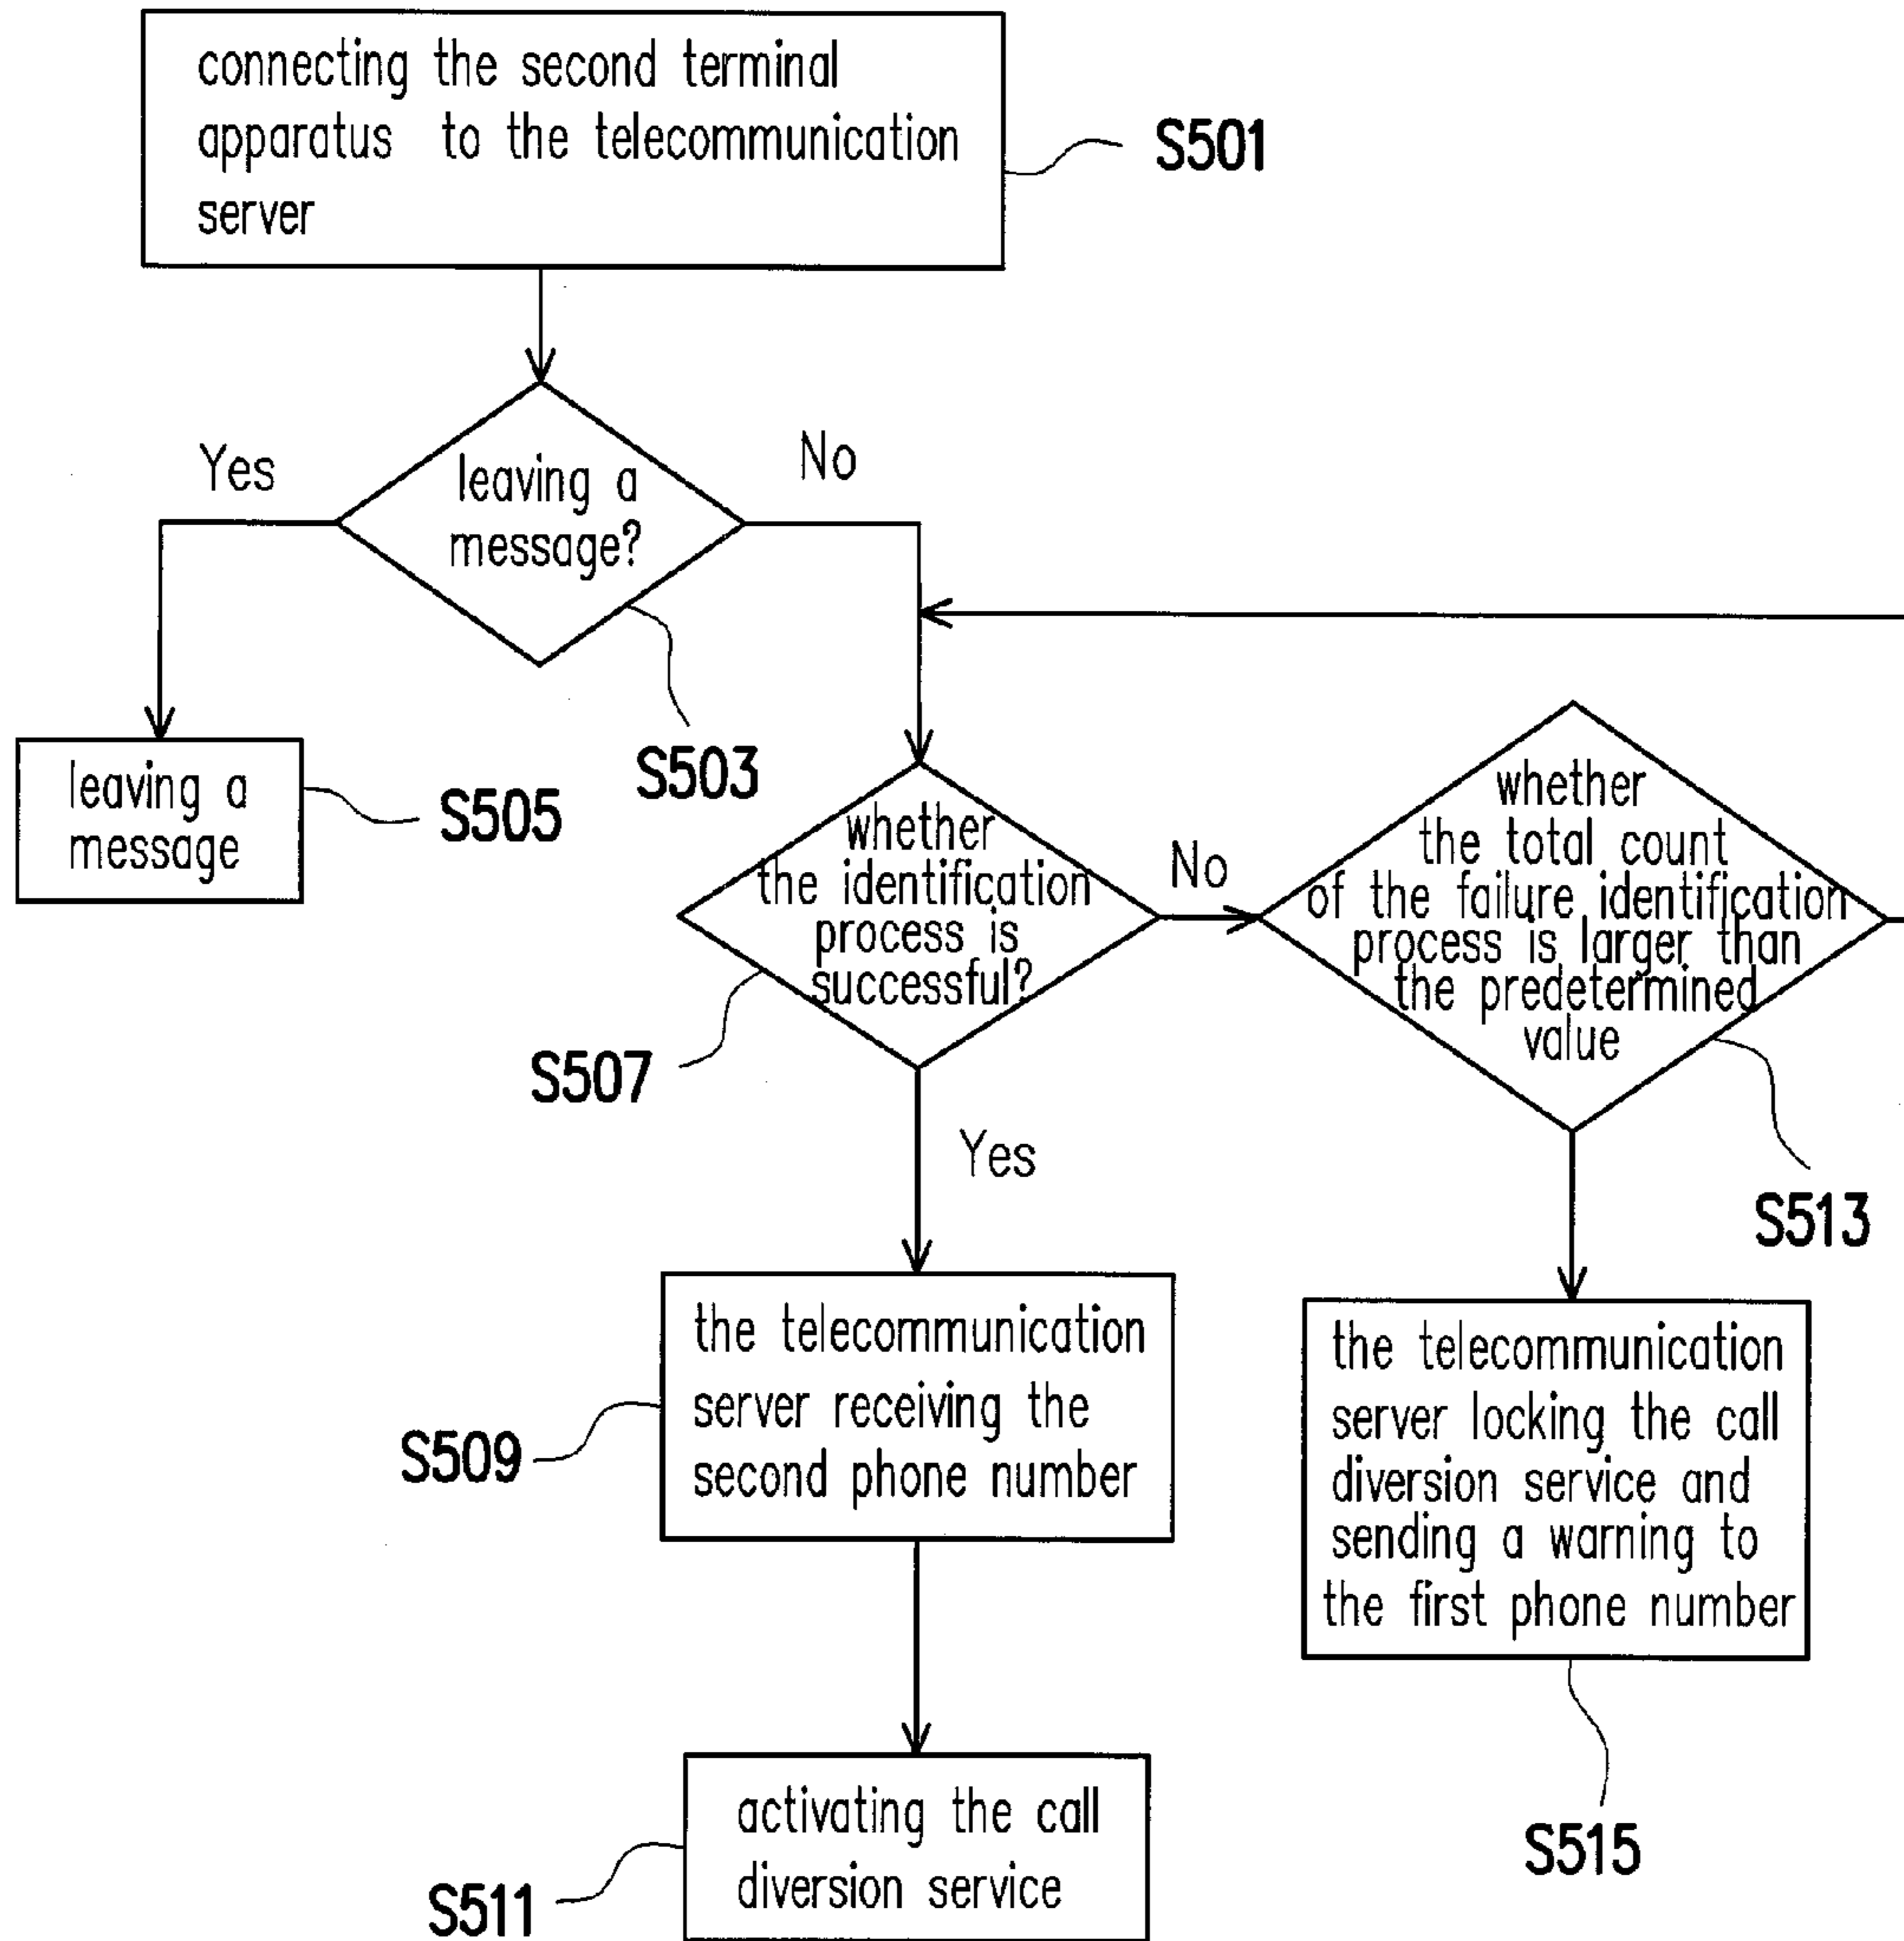 connecting the second terminal
apparatus to the telecommunication
server
S501
Yes
leaving a
message?
No
S503
leaving a
message
S505
whether
the identification
process is
successful?
No
S507
whether
the total count
of the failure identification
process is larger than
the predetermined
value
S513
Yes
the telecommunication
server receiving the
second phone number
S509
the telecommunication
server locking the call
diversion service and
sending a warning to
the first phone number
S515
activating the call
diversion service
S511